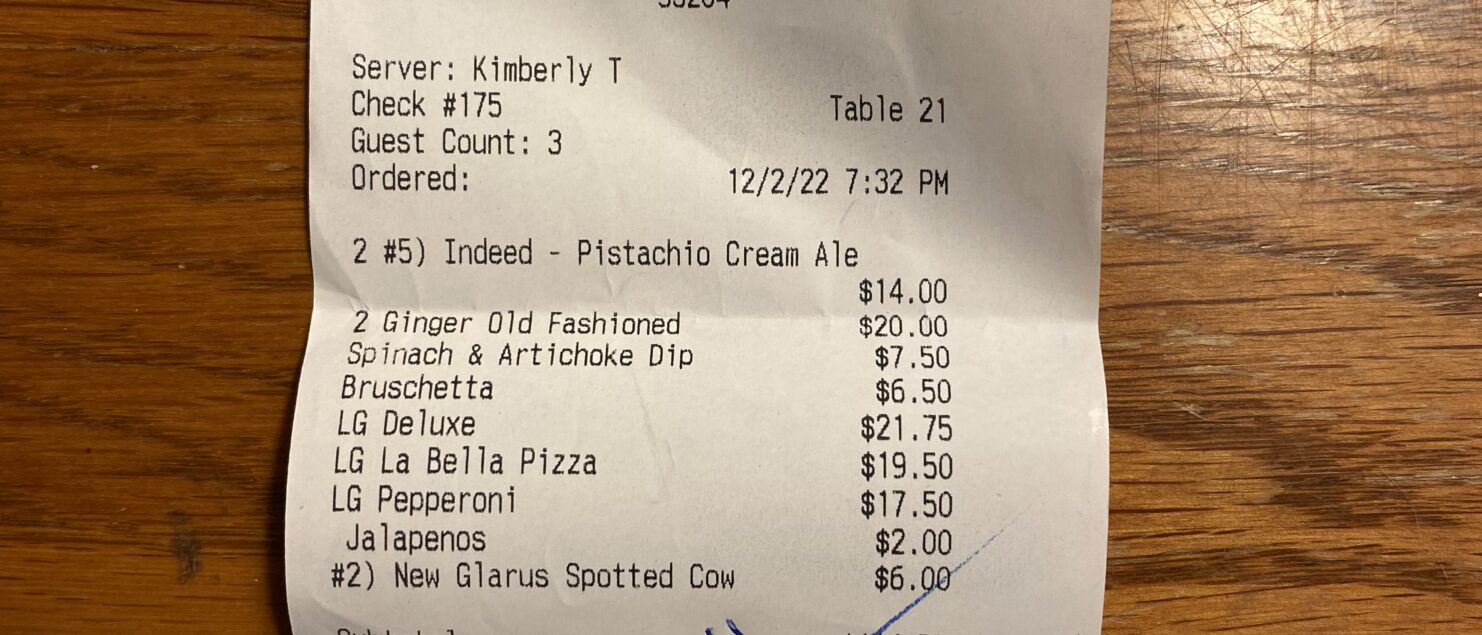 Server: Kimberly T
Check #175 Table 21
Guest Count: 3
Ordered: 12/2/22 7:32 PM
2 #5) Indeed - Pistachio Cream Ale
$14.00
2 Ginger Old Fashioned $20.00
Spinach & Artichoke Dip $7.50
Bruschetta $6.50
LG Deluxe $21.75
LG La Bella Pizza $19.50
LG Pepperoni $17.50
Jalapenos $2.00
#2) New Glarus Spotted Cow $6.00